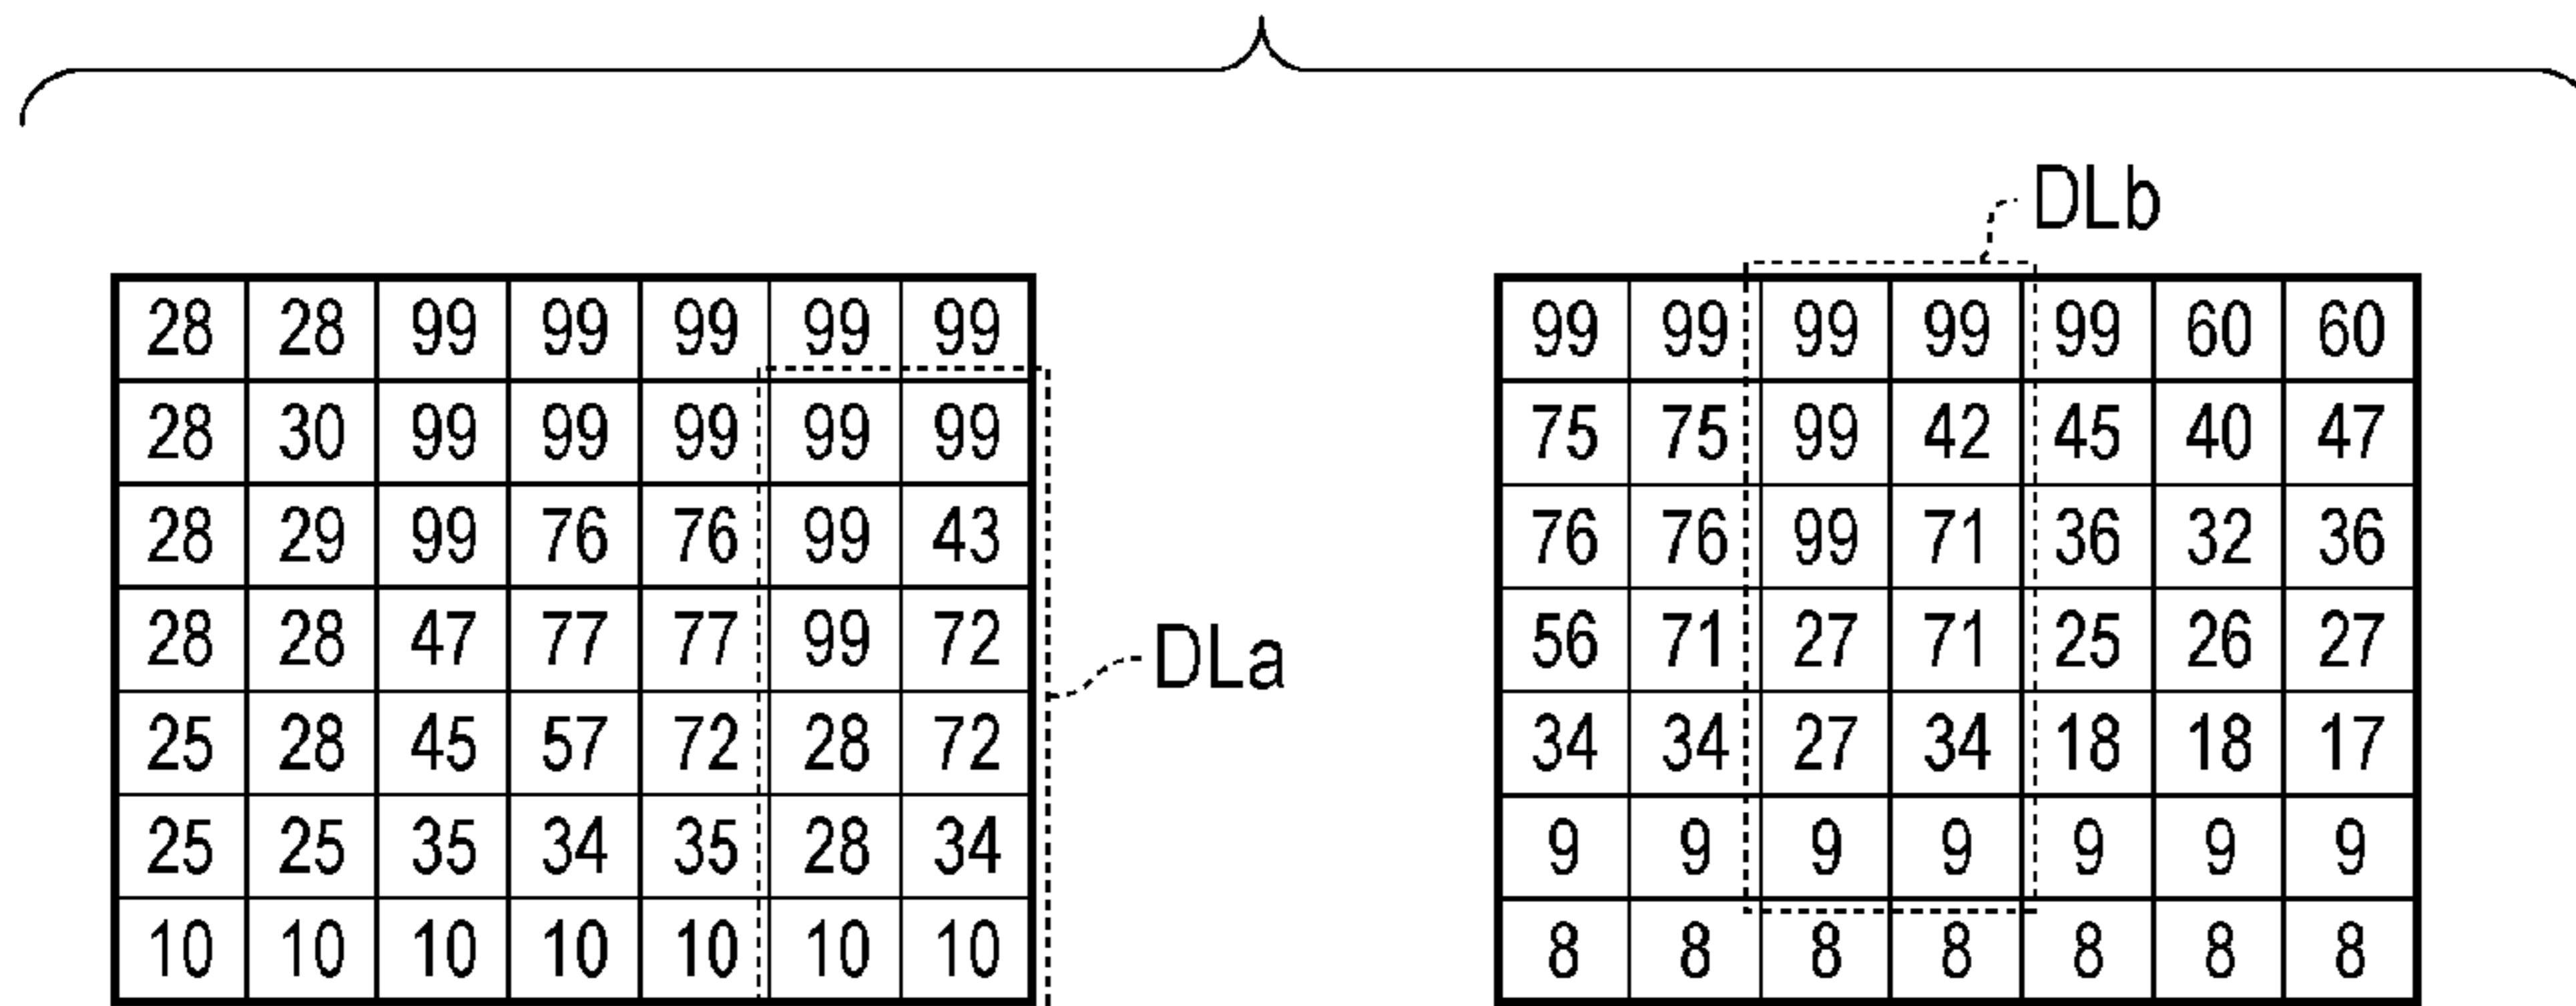 DLb
28 28 99 99 99 99 99
28 30 99 99 99 99 99
28 29 99 76 76 99 43
28 28 47 77 77 99 72
25 28 45 57 72 28 72
25 25 35 34 35 28 34
10 10 10 10 10 10 10
DLa
99 99 99 99 99 60 60
75 75 99 42 45 40 47
76 76 99 71 36 32 36
56 71 27 71 25 26 27
34 34 27 34 18 18 17
9 9 9 9 9 9 9
8 8 8 8 8 8 8